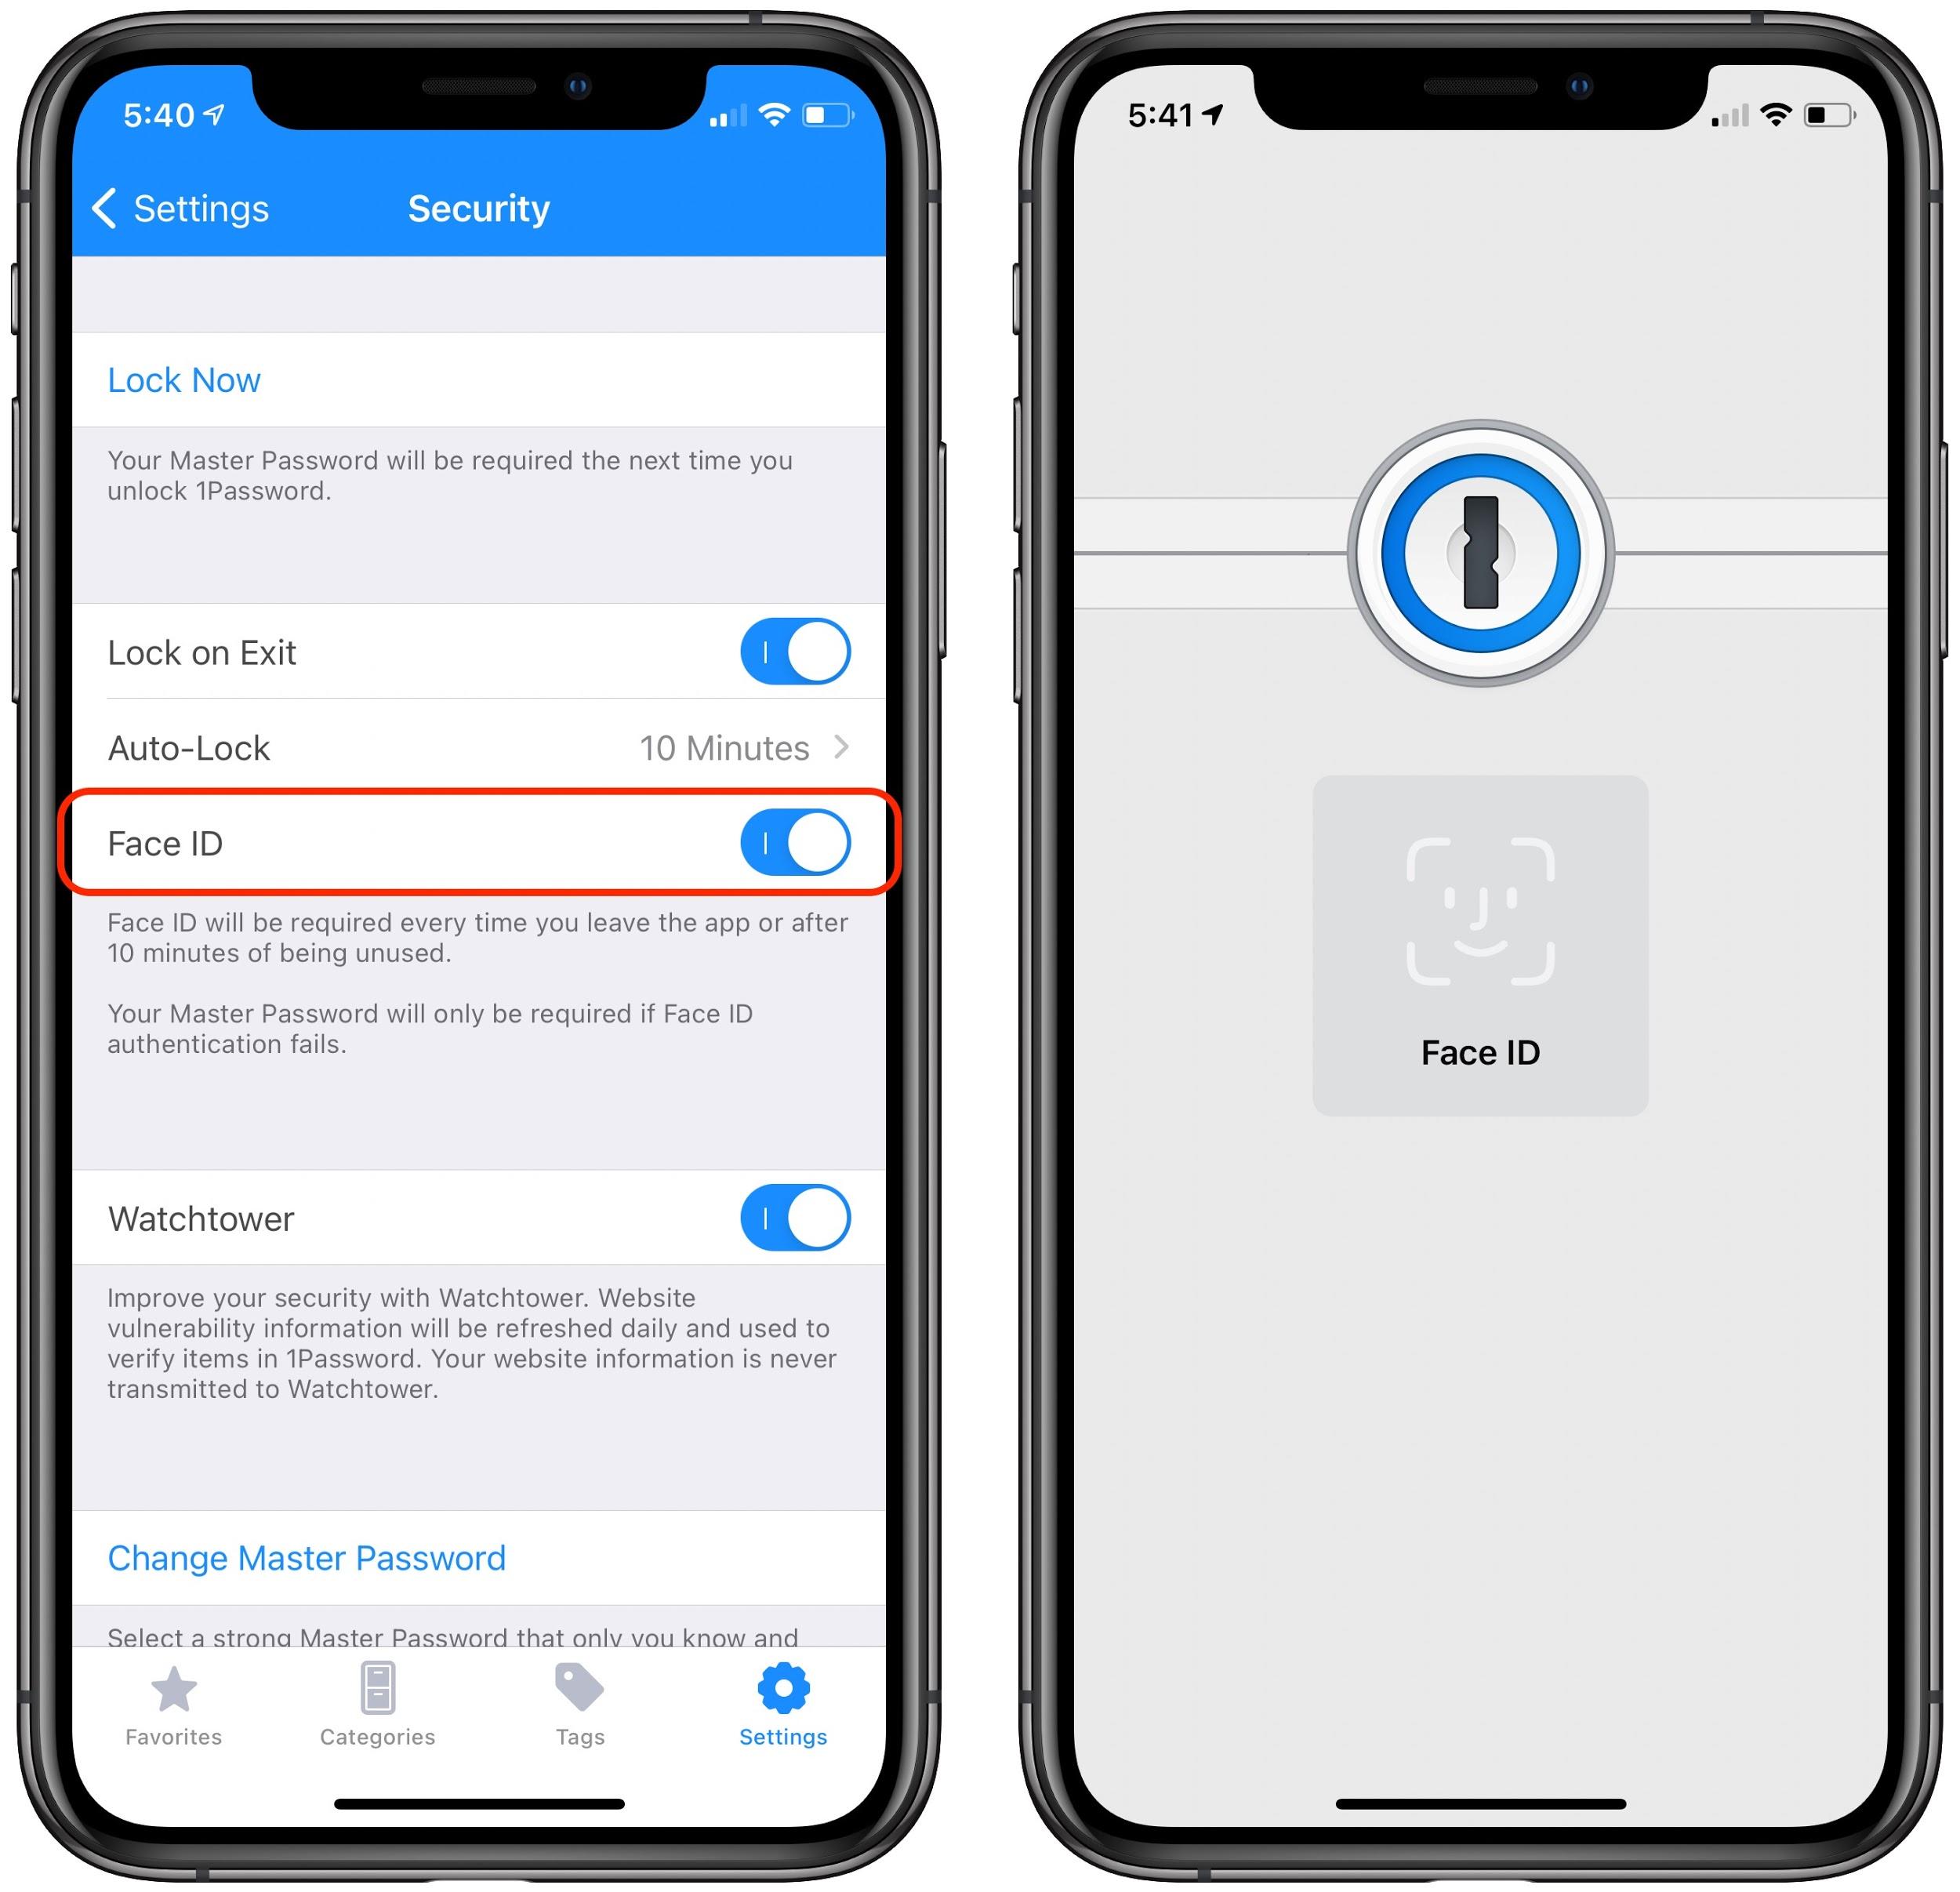 5:40
Settings
Security
Lock Now
Your Master Password will be required the next time you
unlock 1Password.
Lock on Exit
Auto-Lock
10 Minutes
Face ID
Face ID will be required every time you leave the app or after
10 minutes of being unused.
Your Master Password will only be required if Face ID
authentication fails.
Watchtower
Improve your security with Watchtower. Website
vulnerability information will be refreshed daily and used to
verify items in 1Password. Your website information is never
transmitted to Watchtower.
Change Master Password
Select a strong Master Password that only you know and
Favorites
Categories
Tags
Settings
5:41
Face ID